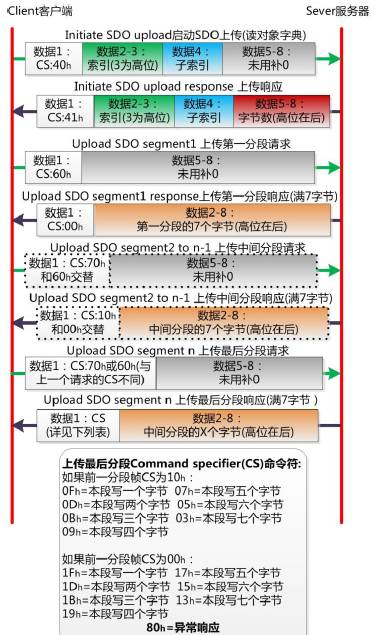 Client客户端 Sever服务器
Initiate SDO upload启动SDO上传(读对象字典)
数据1： 数据2-3： 数据4： 数据5-8：
CS:40h 索引(3为高位) 子索引 未用补0
Initiate SDO upload response 上传响应
数据1： 数据2-3： 数据4： 数据5-8：
CS:41h 索引(3为高位) 子索引 字节数(高位在后)
Upload SDO segment1 上传第一分段请求
数据1： 数据5-8：
CS:60h 未用补0
Upload SDO segment1 response上传第一分段响应(满7字节)
数据1： 数据2-8：
CS:00h 第一分段的7个字节(高位在后)
Upload SDO segment2 to n-1 上传中间分段请求
数据1：CS:70h 数据5-8：
和60h交替 未用补0
Upload SDO segment2 to n-1 上传中间分段响应(满7字节)
数据1：CS:10h 数据2-8：
和00h交替 中间分段的7个字节(高位在后)
Upload SDO segment n 上传最后分段请求
数据1：CS:70h或60h(与 数据5-8：
上一个请求的CS不同) 未用补0
Upload SDO segment n 上传最后分段响应(满7字节 )
数据1：CS 数据2-8：
(详见下列表) 中间分段的X个字节(高位在后)
上传最后分段Command specifier(CS)命令符:
如果前一分段帧CS为10h：
0Fh=本段写一个字节 07h=本段写五个字节
0Dh=本段写两个字节 05h=本段写六个字节
0Bh=本段写三个字节 03h=本段写七个字节
09h=本段写四个字节
如果前一分段帧CS为00h：
1Fh=本段写一个字节 17h=本段写五个字节
1Dh=本段写两个字节 15h=本段写六个字节
1Bh=本段写三个字节 13h=本段写七个字节
19h=本段写四个字节
80h=异常响应